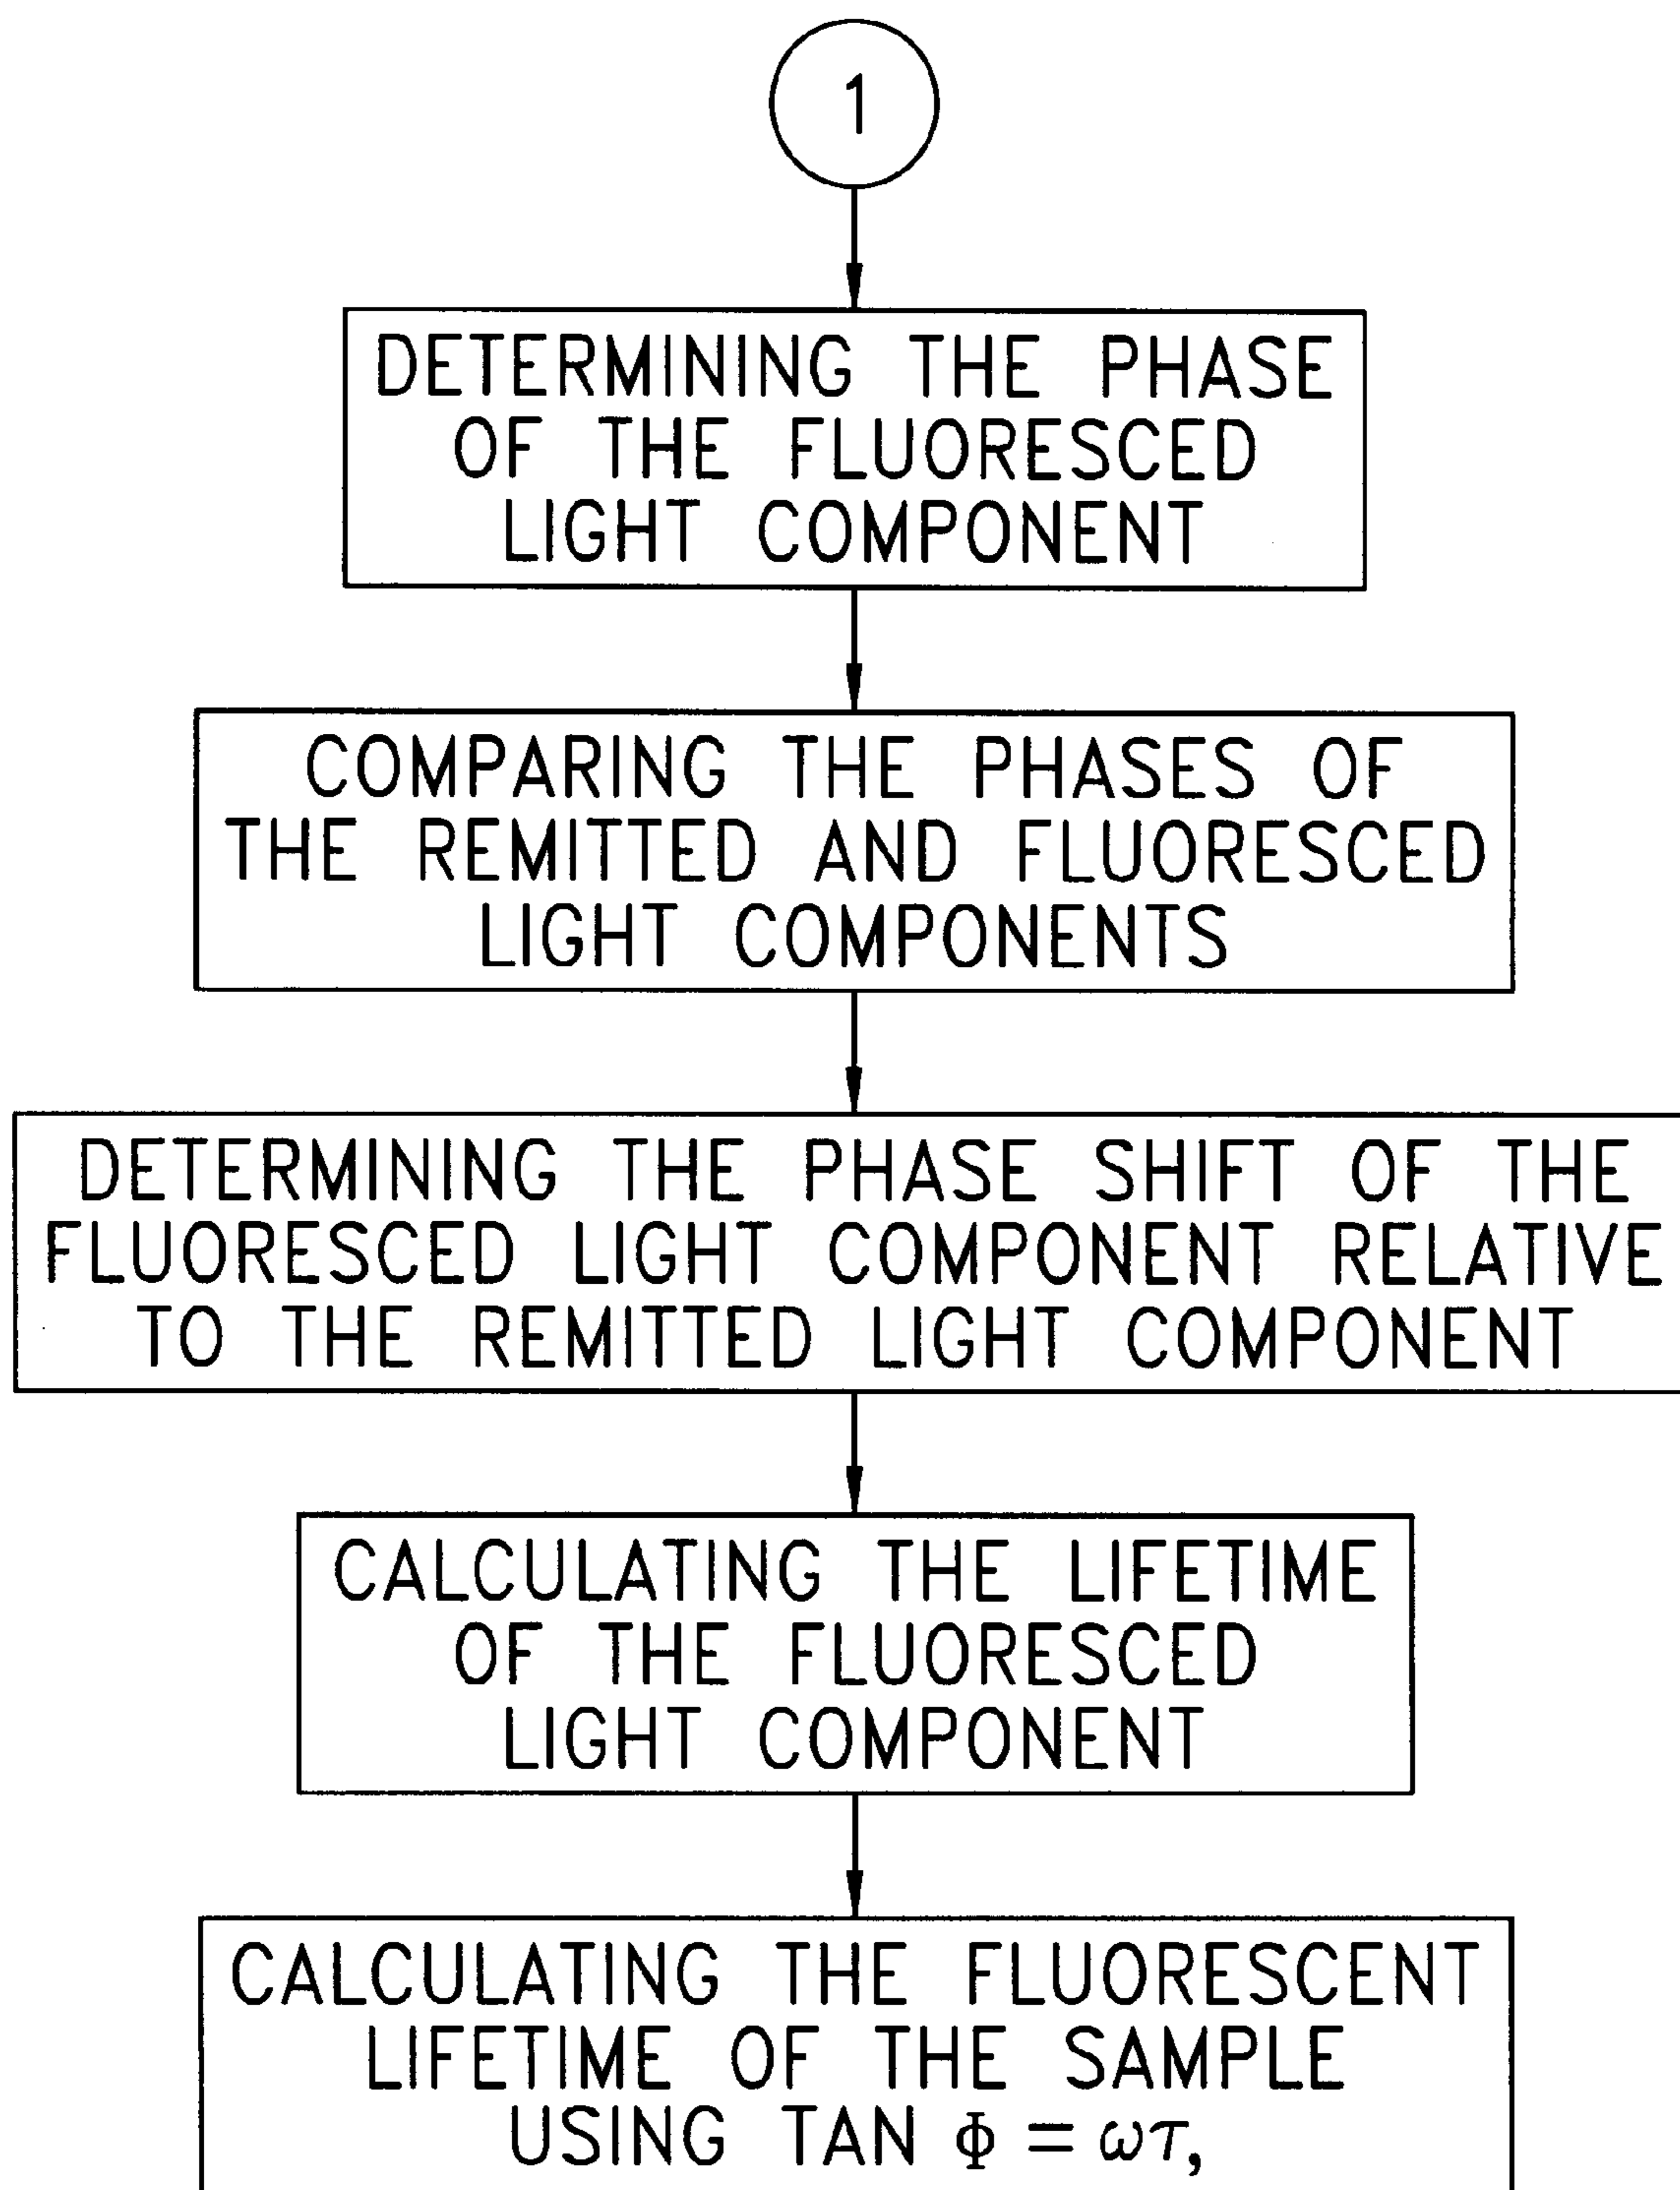 1
DETERMINING THE PHASE
OF THE FLUORESCED
LIGHT COMPONENT
COMPARING THE PHASES OF
THE REMITTED AND FLUORESCED
LIGHT COMPONENTS
DETERMINING THE PHASE SHIFT OF THE
FLUORESCED LIGHT COMPONENT RELATIVE
TO THE REMITTED LIGHT COMPONENT
CALCULATING THE LIFETIME
OF THE FLUORESCED
LIGHT COMPONENT
CALCULATING THE FLUORESCENT
LIFETIME OF THE SAMPLE
USING TAN Φ = ωτ,